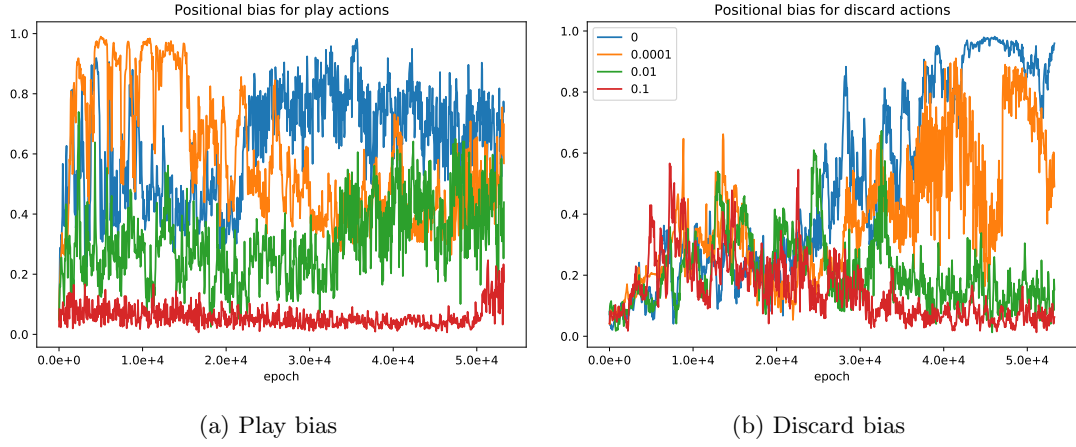 Positional bias for play actions
1.0
0.8
0.6
0.4
0.2
0.0
0.0e+0 1.0e+4 2.0e+4 3.0e+4 4.0e+4 5.0e+4
epoch
(a) Play bias
Positional bias for discard actions
0
0.0001
0.01
0.1
1.0
0.8
0.6
0.4
0.2
0.0
0.0e+0 1.0e+4 2.0e+4 3.0e+4 4.0e+4 5.0e+4
epoch
(b) Discard bias